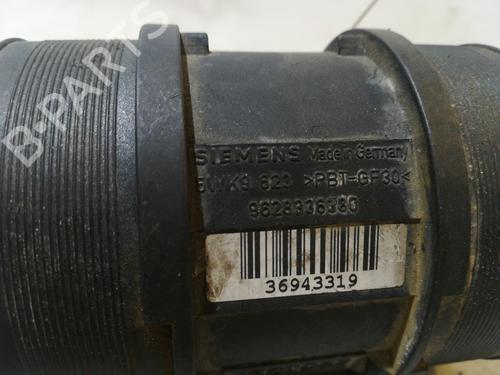 B-PARTS
SIEMENS Made in Germany
5WK9 623 >PBT-GF30<
9628336380
36943319